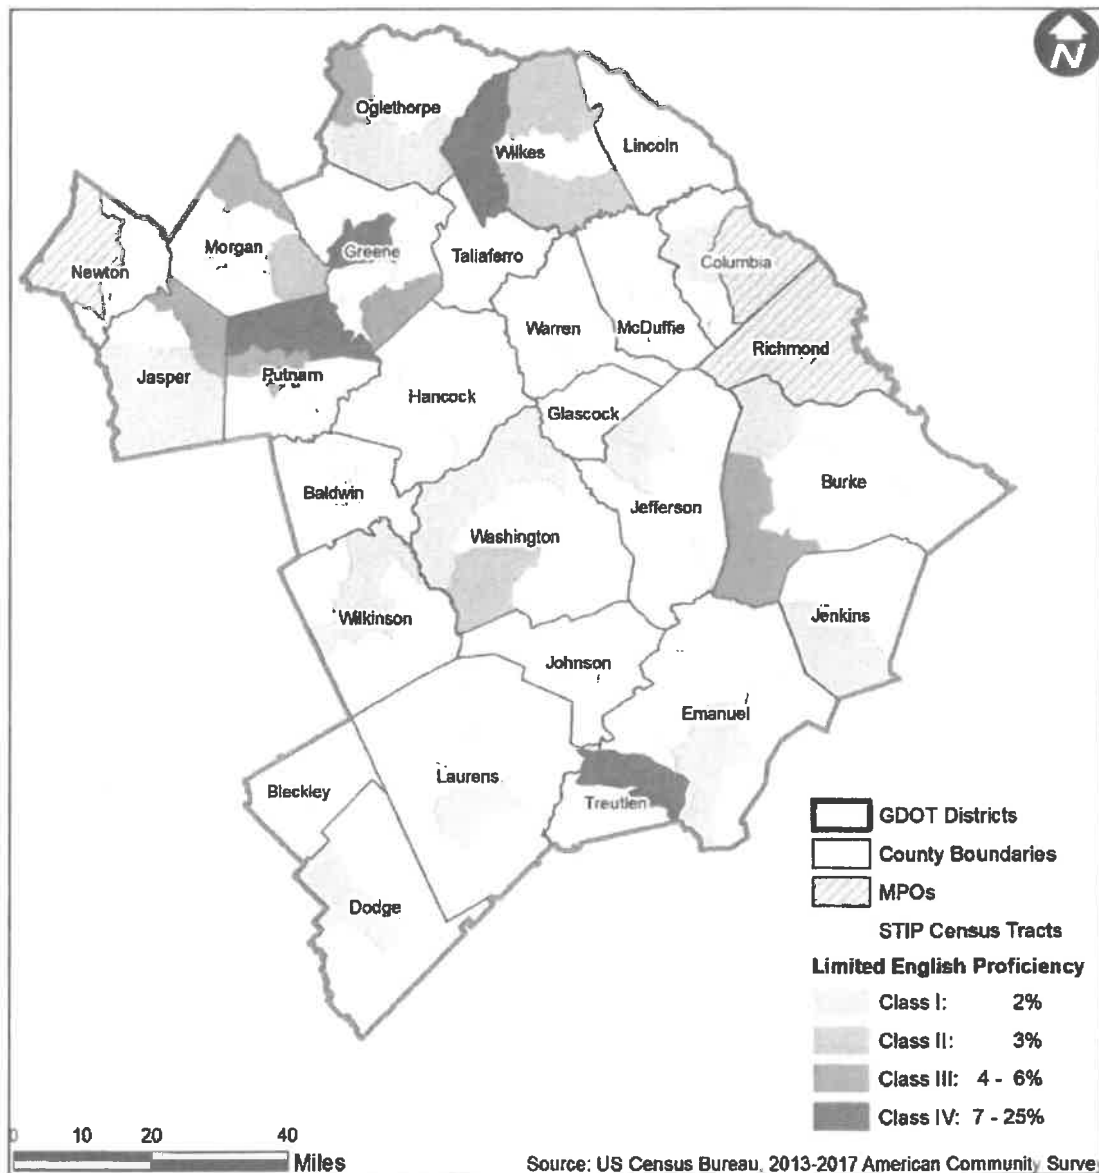 N
Oglethorpe
Wilkes
Lincoln
Morgan
Greene
Taliaferro
Columbia
Newton
Warren
McDuffie
Richmond
Jasper
Putnam
Hancock
Glascock
Baldwin
Burke
Jefferson
Washington
Wilkinson
Jenkins
Johnson
Emanuel
Laurens
Bleckley
Treutlen
Dodge
GDOT Districts
County Boundaries
MPOs
STIP Census Tracts
Limited English Proficiency
Class I: 2%
Class II: 3%
Class III: 4 - 6%
Class IV: 7 - 25%
0 10 20 40
Miles
Source: US Census Bureau, 2013-2017 American Community Surve